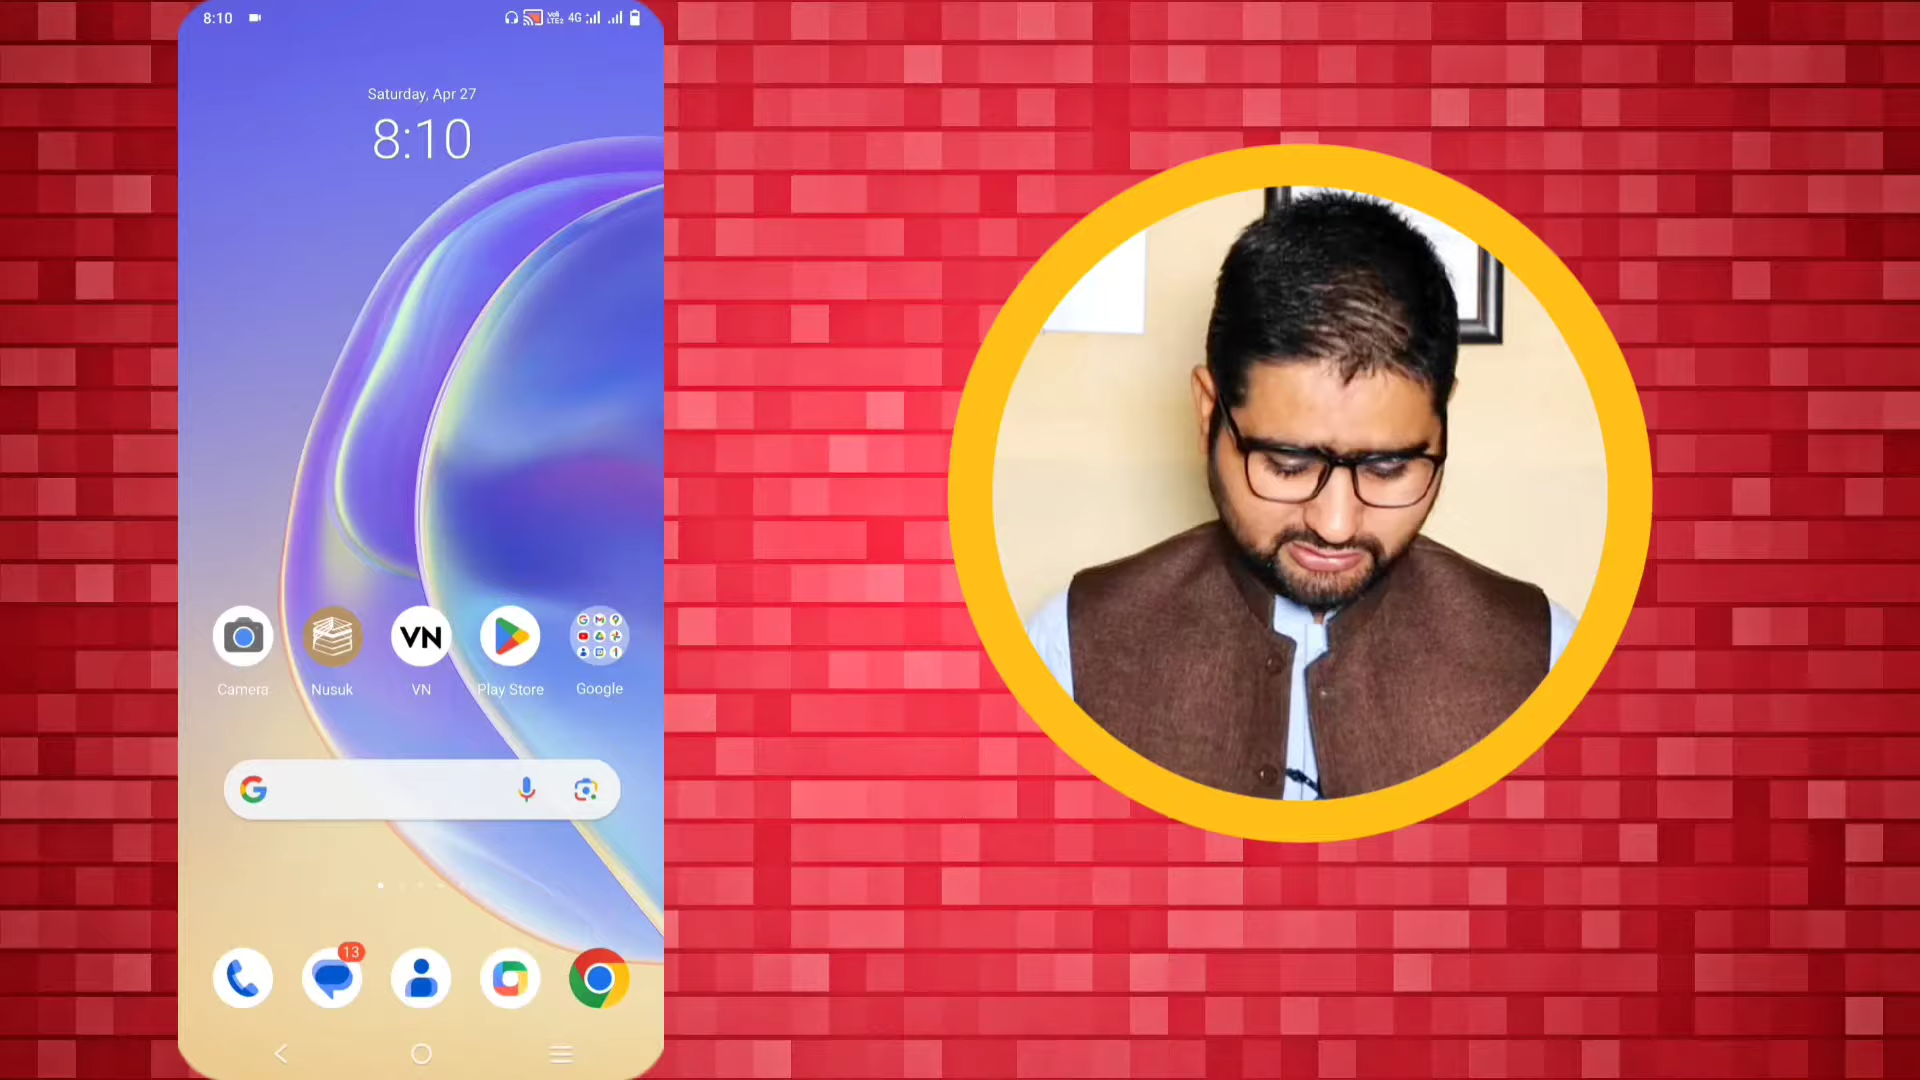 8:10
4G
Saturday, Apr 27
8:10
VN
Camera
Nusuk
VN
Play Store
Google
13